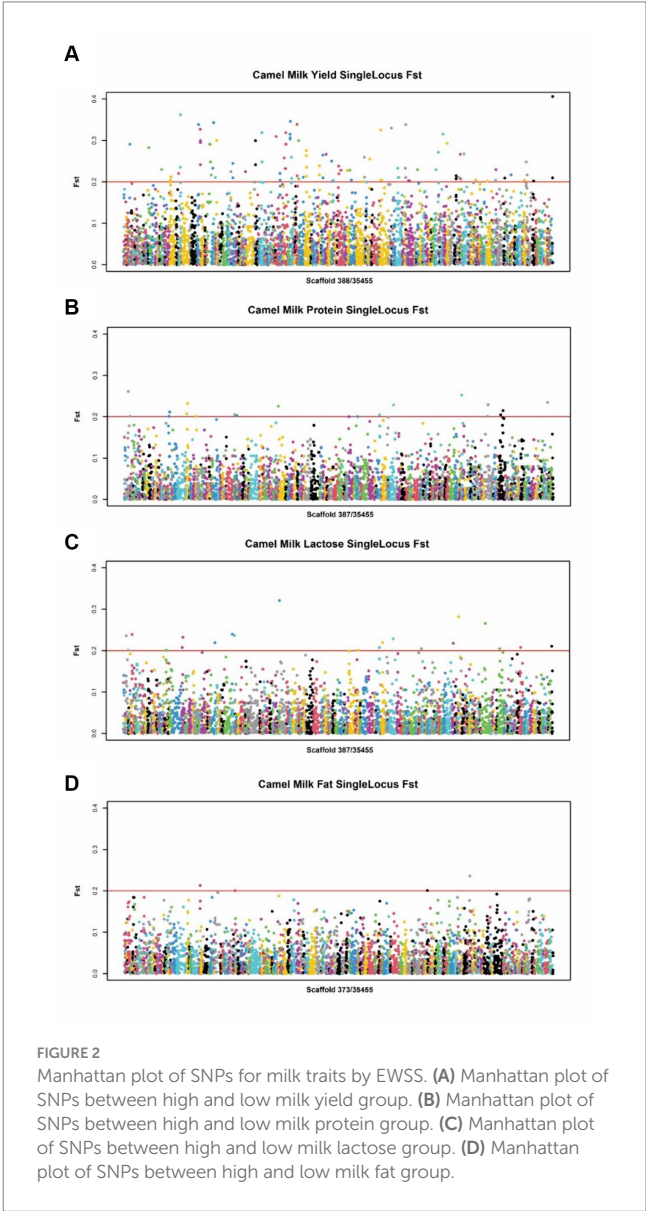 A
Camel Milk Yield SingleLocus Fst
0.4
0.3
0.2
0.1
0.0
Fst
Scaffold 388/35455
B
Camel Milk Protein SingleLocus Fst
0.4
0.3
0.2
0.1
0.0
Fst
Scaffold 387/35455
C
Camel Milk Lactose SingleLocus Fst
0.4
0.3
0.2
0.1
0.0
Fst
Scaffold 387/35455
D
Camel Milk Fat SingleLocus Fst
0.4
0.3
0.2
0.1
0.0
Fst
Scaffold 373/35455
FIGURE 2
Manhattan plot of SNPs for milk traits by EWSS. (A) Manhattan plot of
SNPs between high and low milk yield group. (B) Manhattan plot of
SNPs between high and low milk protein group. (C) Manhattan plot
of SNPs between high and low milk lactose group. (D) Manhattan
plot of SNPs between high and low milk fat group.